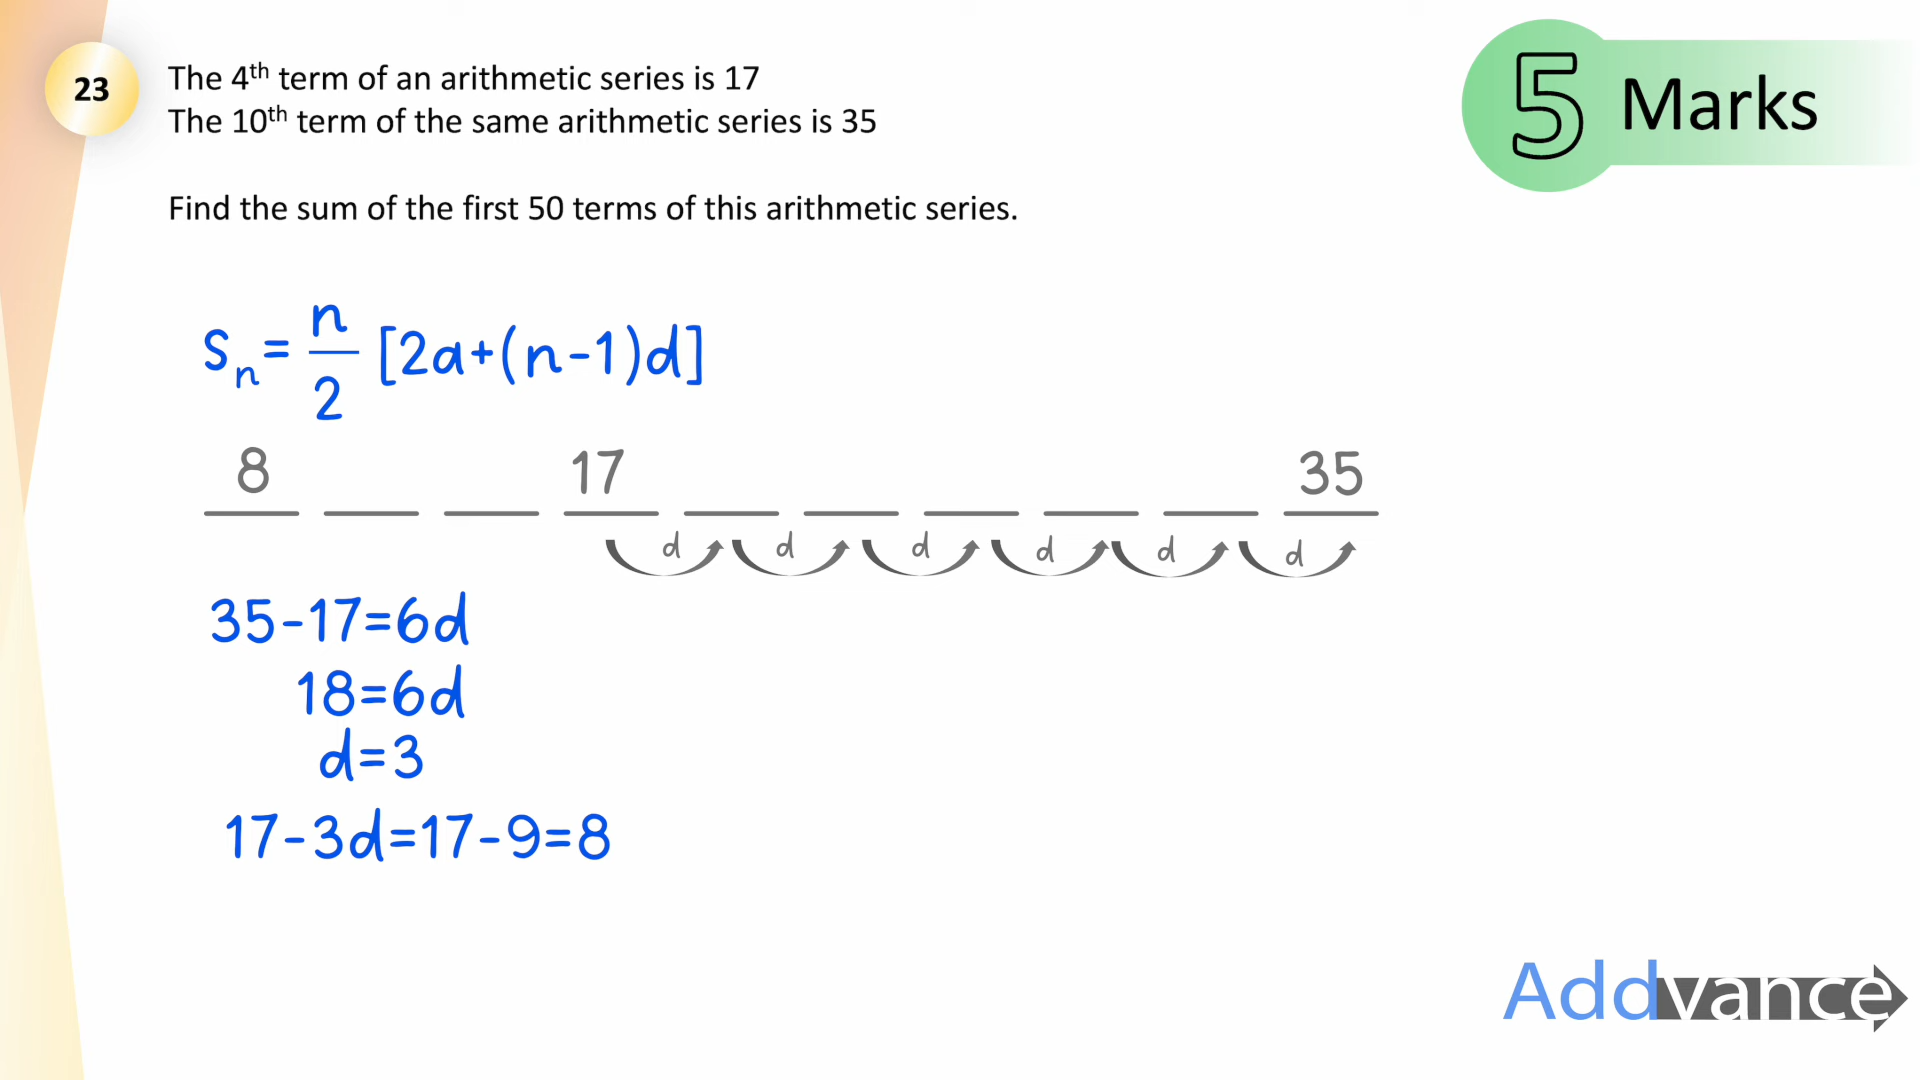 23
The 4th term of an arithmetic series is 17
The 10th term of the same arithmetic series is 35
5 Marks
Find the sum of the first 50 terms of this arithmetic series.
Sn = n/2 [2a+(n-1)d]
8 17 35
d d d d d d
35-17=6d
18=6d
d=3
17-3d=17-9=8
Addvance